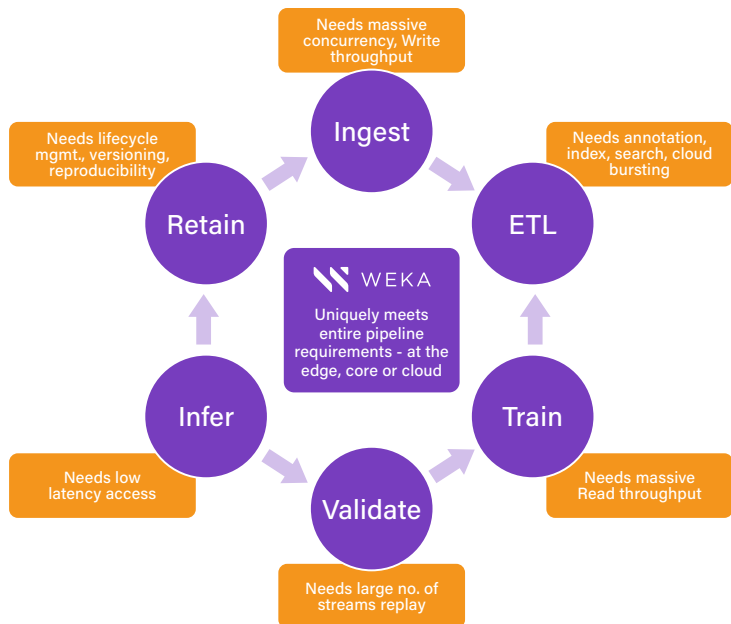 Needs massive
concurrency, Write
throughput
Ingest
Needs lifecycle
mgmt., versioning,
reproducibility
Retain
Needs annotation,
index, search, cloud
bursting
ETL
WEKA
Uniquely meets
entire pipeline
requirements - at the
edge, core or cloud
Infer
Needs low
latency access
Train
Needs massive
Read throughput
Validate
Needs large no. of
streams replay